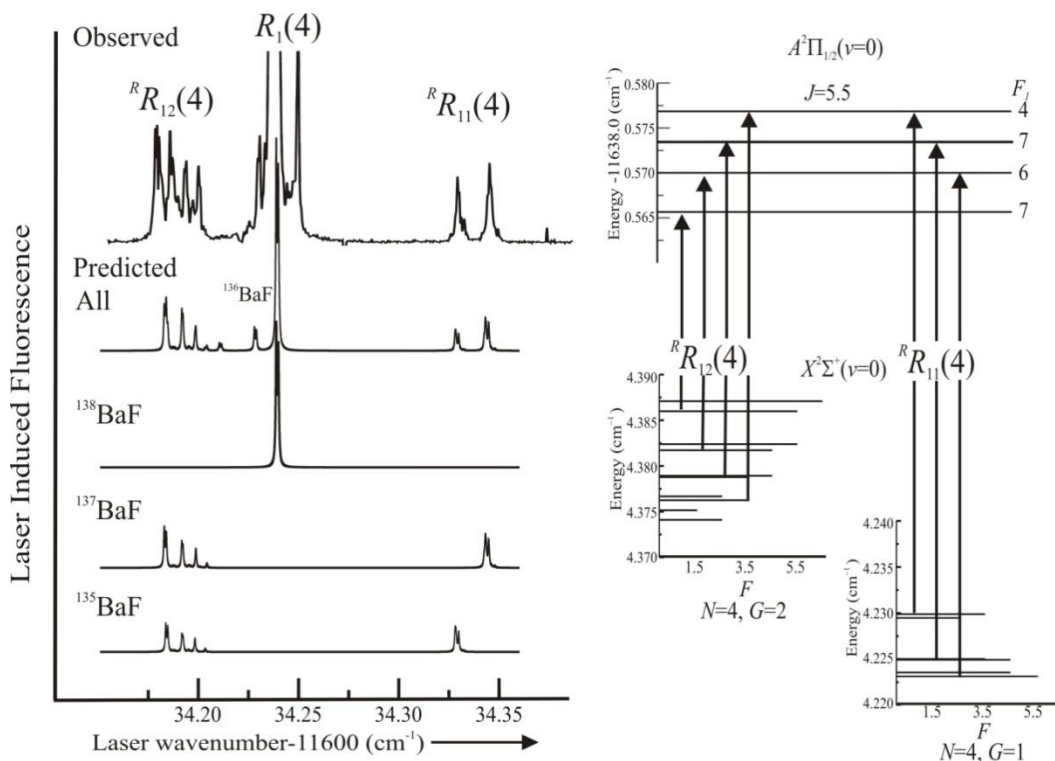 Observed
R₁(4)
ᴿR₁₂(4)
ᴿR₁₁(4)
Predicted
All
¹³⁶BaF
¹³⁸BaF
¹³⁷BaF
¹³⁵BaF
Laser Induced Fluorescence
34.20 34.25 34.30 34.35
Laser wavenumber-11600 (cm⁻¹)
A²Π₁/₂(v=0)
J=5.5
Fᵢ
0.580
0.575
0.570
0.565
4
7
6
7
Energy -11638.0 (cm⁻¹)
ᴿR₁₂(4)
X²Σ⁺(v=0)
ᴿR₁₁(4)
4.390
4.385
4.380
4.375
4.370
Energy (cm⁻¹)
1.5 3.5 5.5
F
N=4, G=2
4.240
4.235
4.230
4.225
4.220
Energy (cm⁻¹)
1.5 3.5 5.5
F
N=4, G=1